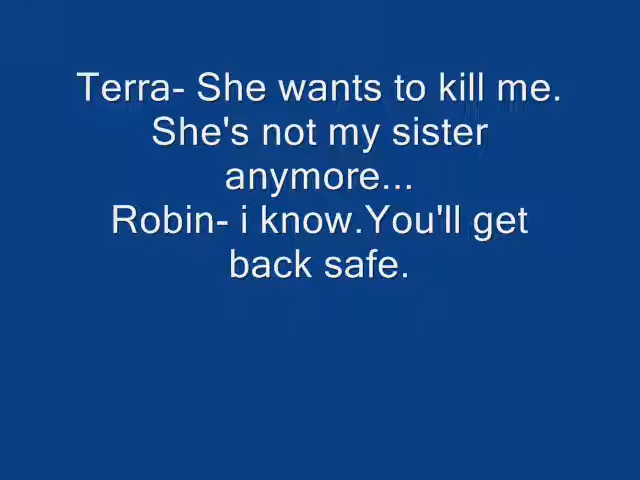 Terra- She wants to kill me.
She's not my sister
anymore...
Robin- i know.You'll get
back safe.